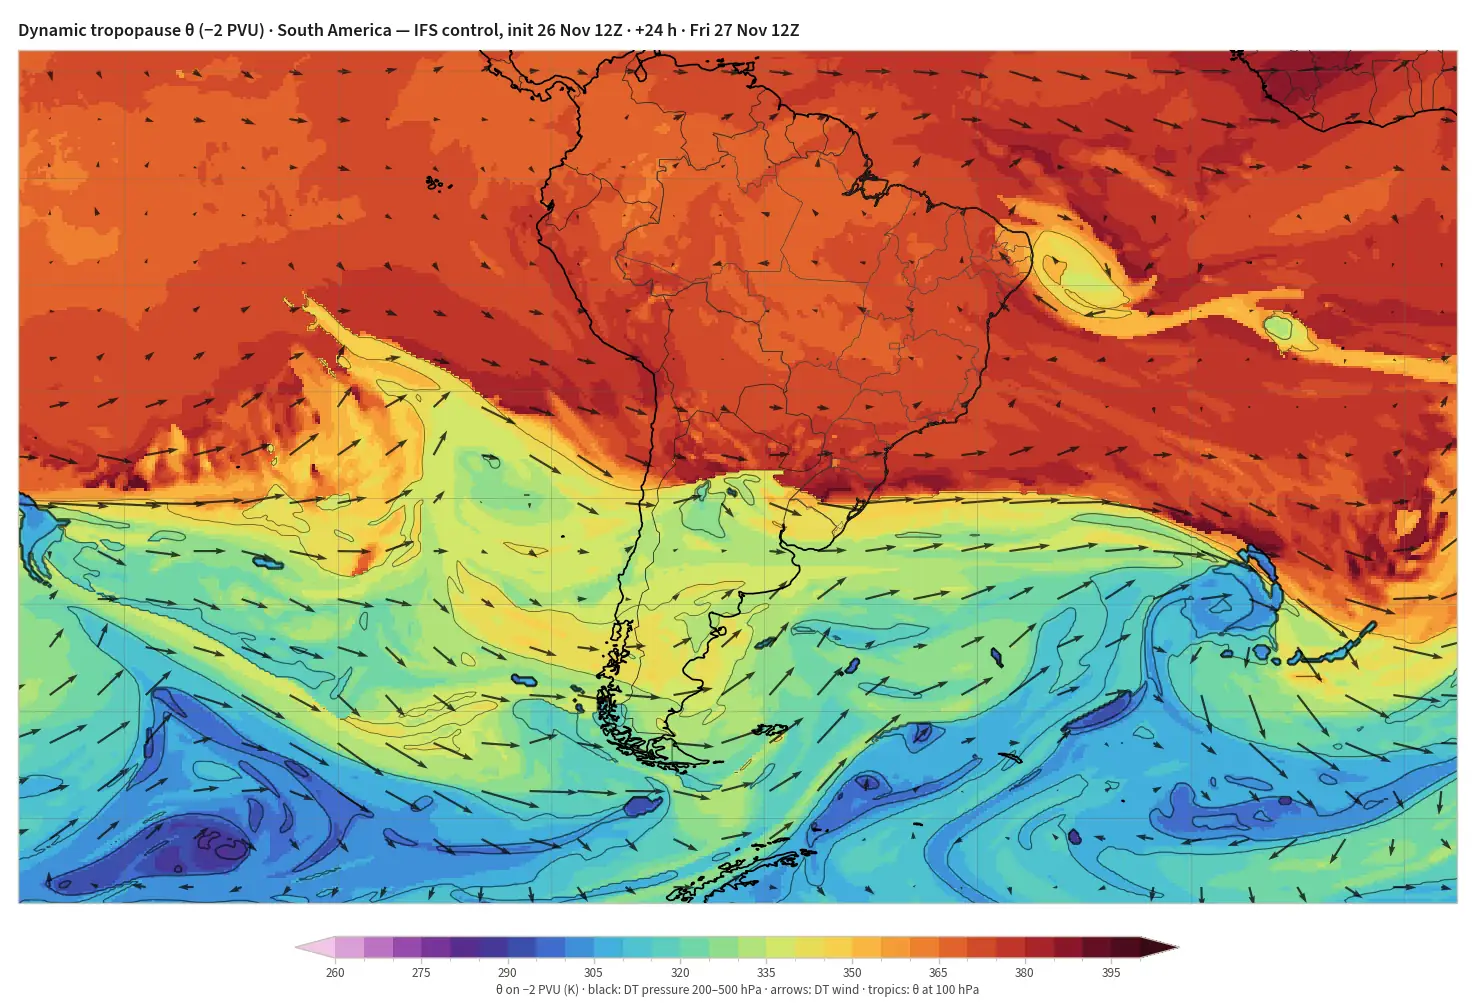 Dynamic tropopause θ (−2 PVU) · South America — IFS control, init 26 Nov 12Z · +24 h · Fri 27 Nov 12Z
260 275 290 305 320 335 350 365 380 395
θ on −2 PVU (K) · black: DT pressure 200–500 hPa · arrows: DT wind · tropics: θ at 100 hPa